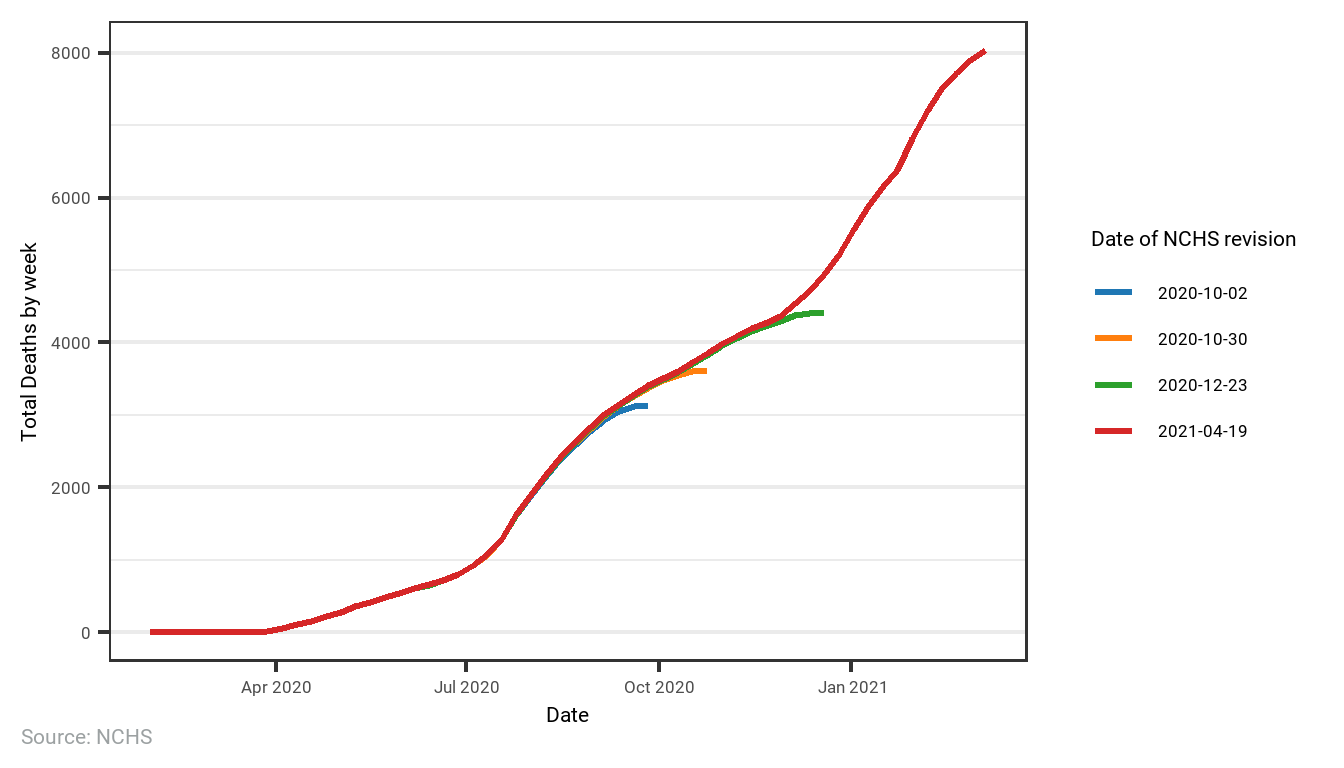 8000
6000
4000
2000
0
Total Deaths by week
Apr 2020
Jul 2020
Oct 2020
Jan 2021
Date
Date of NCHS revision
2020-10-02
2020-10-30
2020-12-23
2021-04-19
Source: NCHS